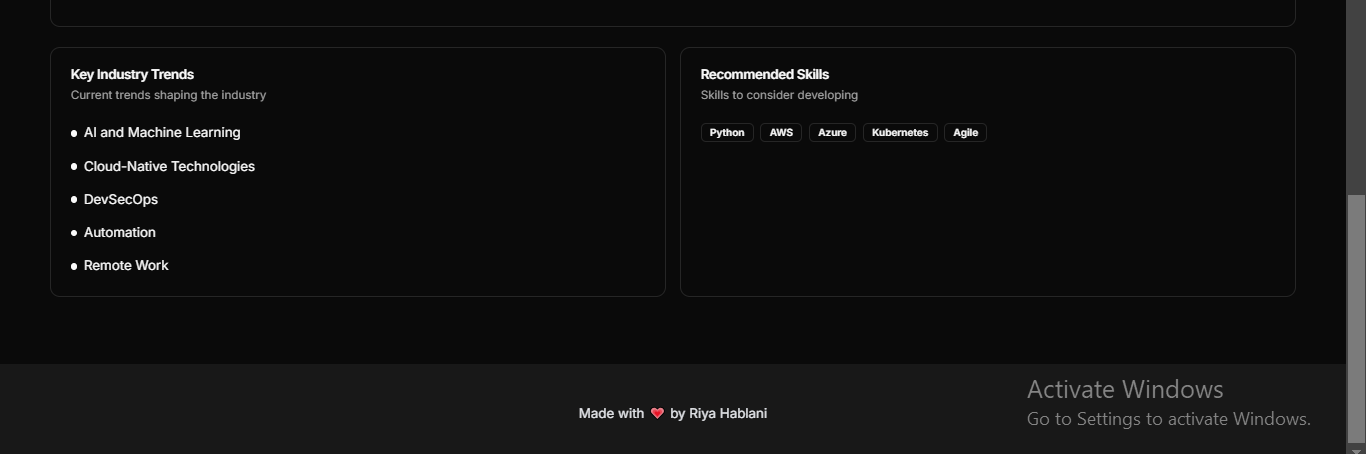 Key Industry Trends
Current trends shaping the industry
AI and Machine Learning
Cloud-Native Technologies
DevSecOps
Automation
Remote Work
Recommended Skills
Skills to consider developing
Python AWS Azure Kubernetes Agile
Made with ❤️ by Riya Hablani
Activate Windows
Go to Settings to activate Windows.